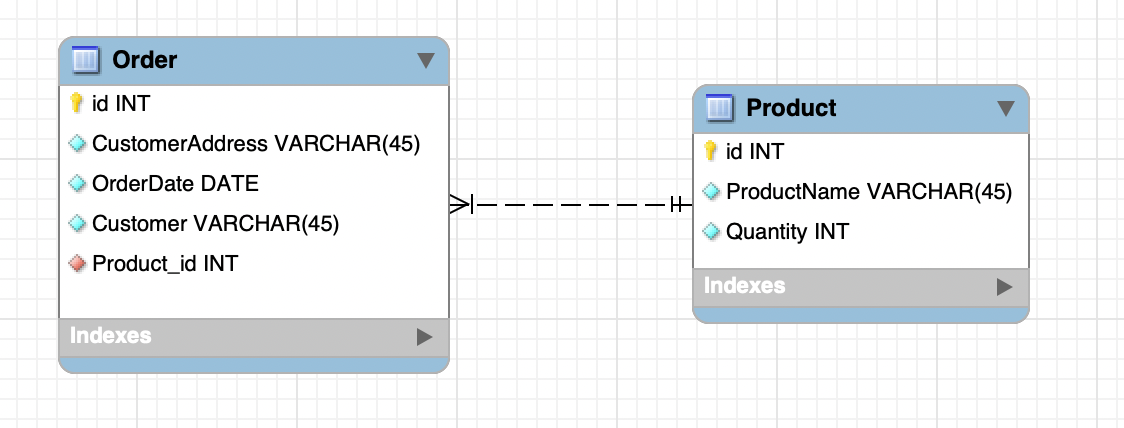 Order
id INT
CustomerAddress VARCHAR(45)
OrderDate DATE
Customer VARCHAR(45)
Product_id INT
Indexes
Product
id INT
ProductName VARCHAR(45)
Quantity INT
Indexes